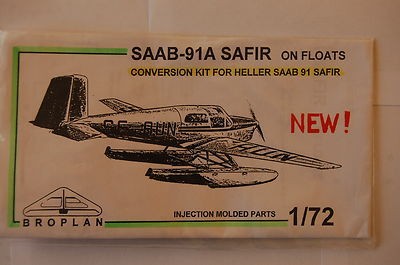 SAAB-91A SAFIR ON FLOATS
CONVERSION KIT FOR HELLER SAAB 91 SAFIR
NEW!
BROPLAN
INJECTION MOLDED PARTS
1/72